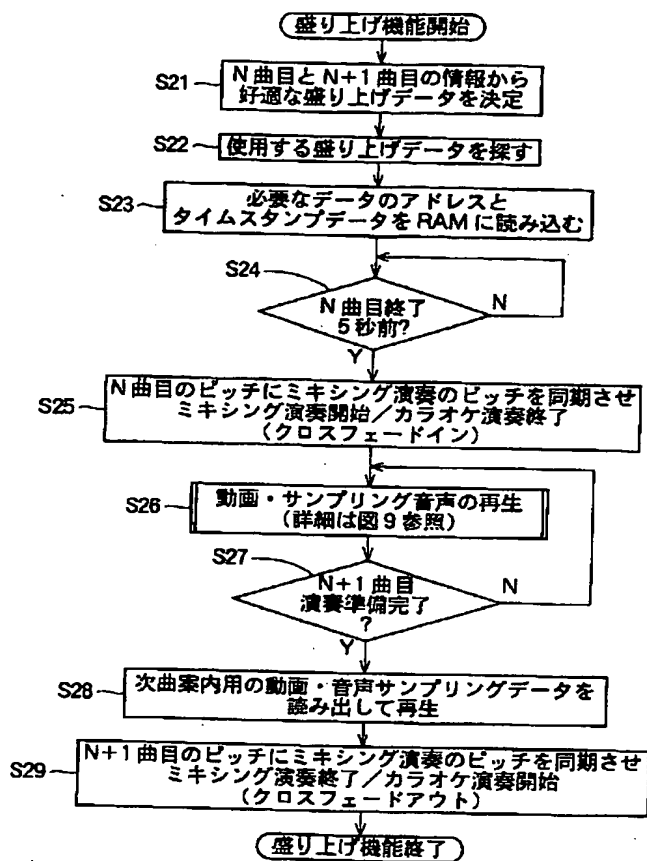 盛り上げ機能開始
S21
N曲目とN+1曲目の情報から
好適な盛り上げデータを決定
S22
使用する盛り上げデータを探す
S23
必要なデータのアドレスと
タイムスタンプデータをRAMに読み込む
S24
N曲目終了
5秒前?
N
Y
S25
N曲目のピッチにミキシング演奏のピッチを同期させ
ミキシング演奏開始/カラオケ演奏終了
(クロスフェードイン)
S26
動画・サンプリング音声の再生
(詳細は図9参照)
S27
N+1曲目
演奏準備完了
?
N
Y
S28
次曲案内用の動画・音声サンプリングデータを
読み出して再生
S29
N+1曲目のピッチにミキシング演奏のピッチを同期させ
ミキシング演奏終了/カラオケ演奏開始
(クロスフェードアウト)
盛り上げ機能終了